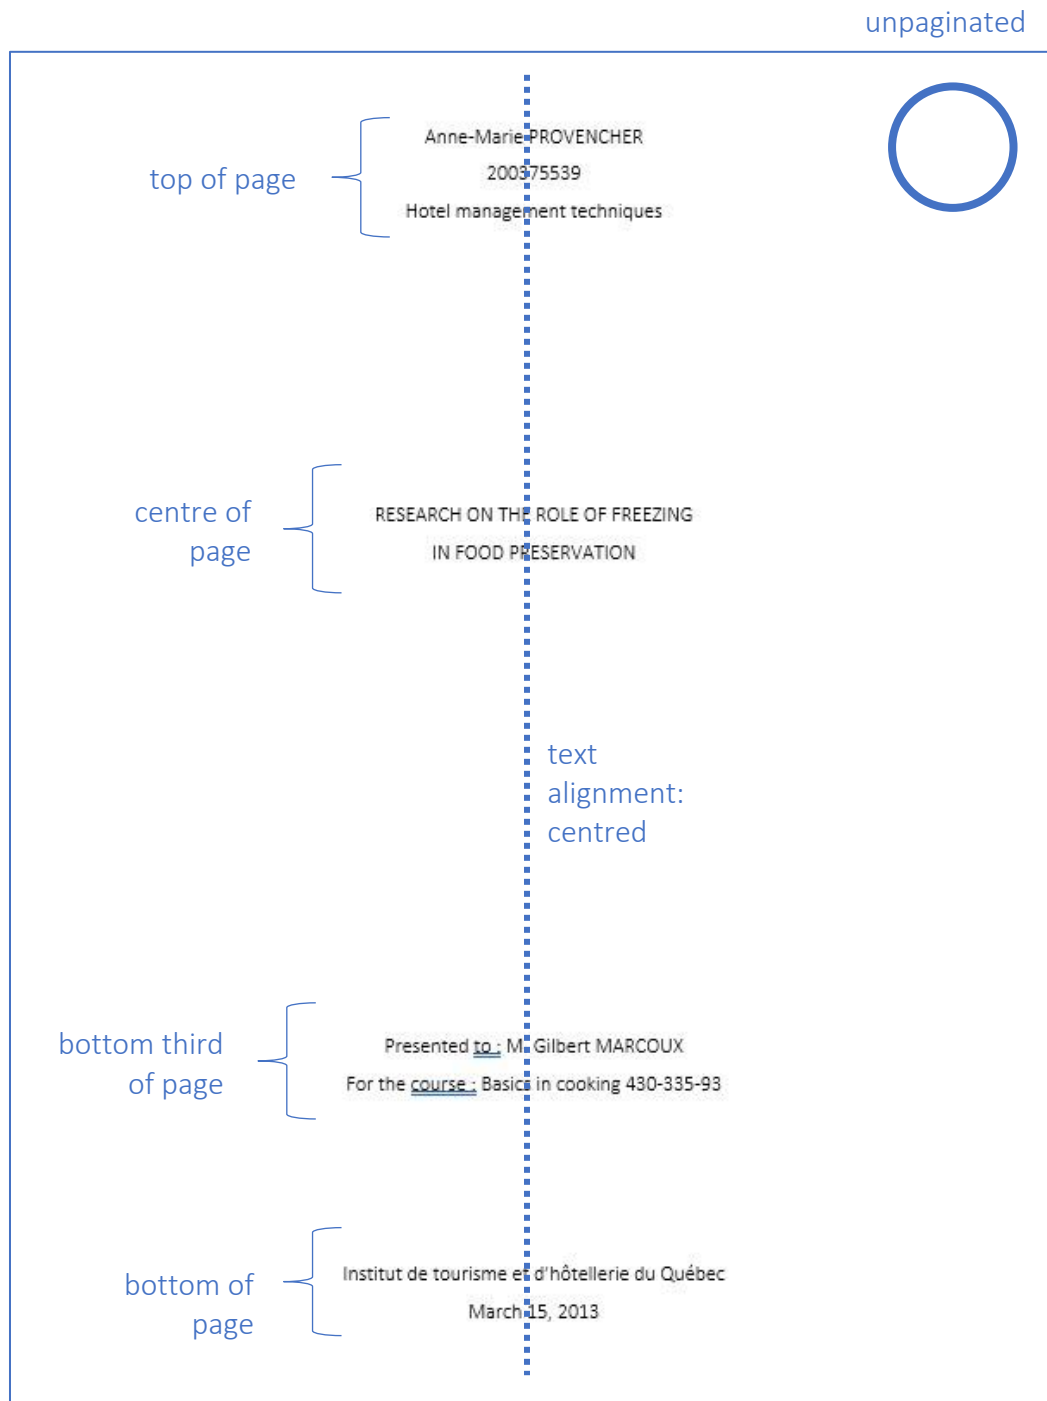 unpaginated
Anne-Marie PROVENCHER
200375539
top of page
Hotel management techniques
centre of
page
RESEARCH ON THE ROLE OF FREEZING
IN FOOD PRESERVATION
text
alignment:
centred
bottom third
of page
Presented to : M. Gilbert MARCOUX
For the course : Basics in cooking 430-335-93
bottom of
page
Institut de tourisme et d'hôtellerie du Québec
March 15, 2013